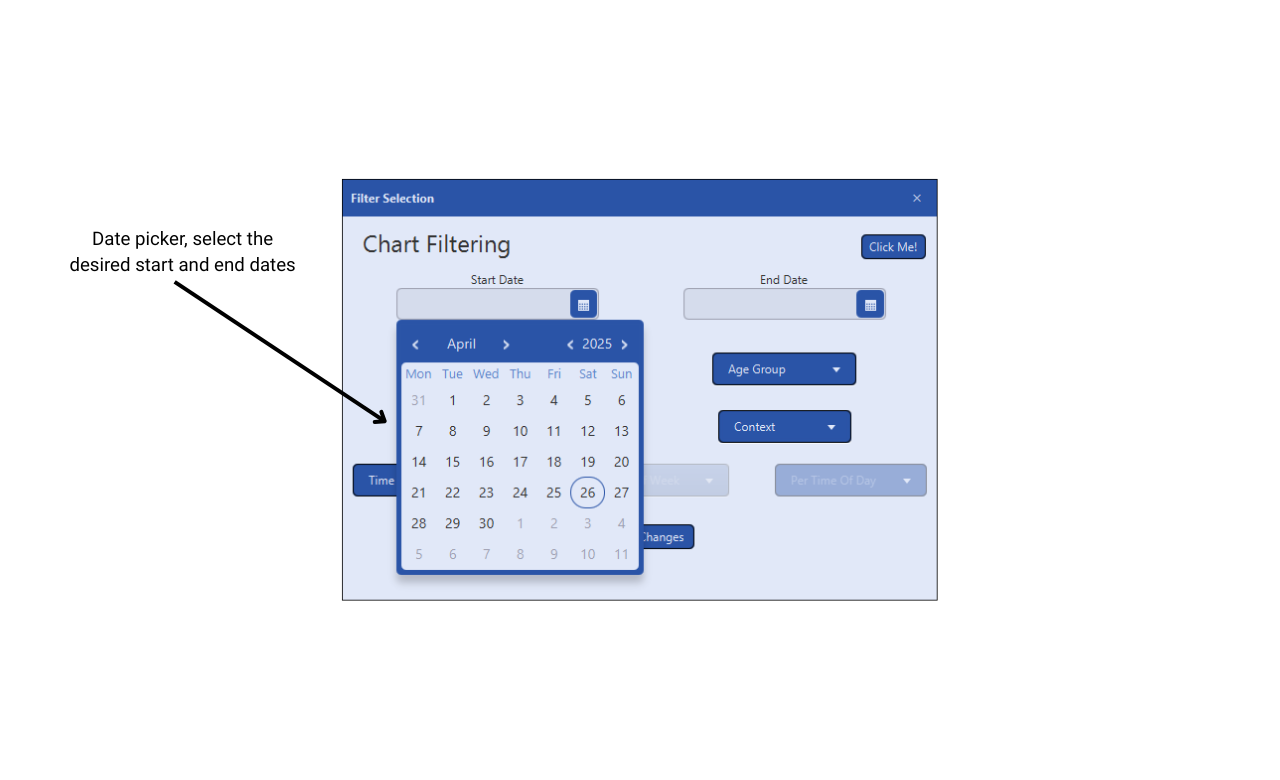 Filter Selection
Chart Filtering
Click Me!
Date picker, select the
desired start and end dates
Start Date
End Date
April 2025
Mon Tue Wed Thu Fri Sat Sun
31 1 2 3 4 5 6
7 8 9 10 11 12 13
14 15 16 17 18 19 20
21 22 23 24 25 26 27
28 29 30 1 2 3 4
5 6 7 8 9 10 11
Age Group
Context
Time
Week
Per Time Of Day
Changes